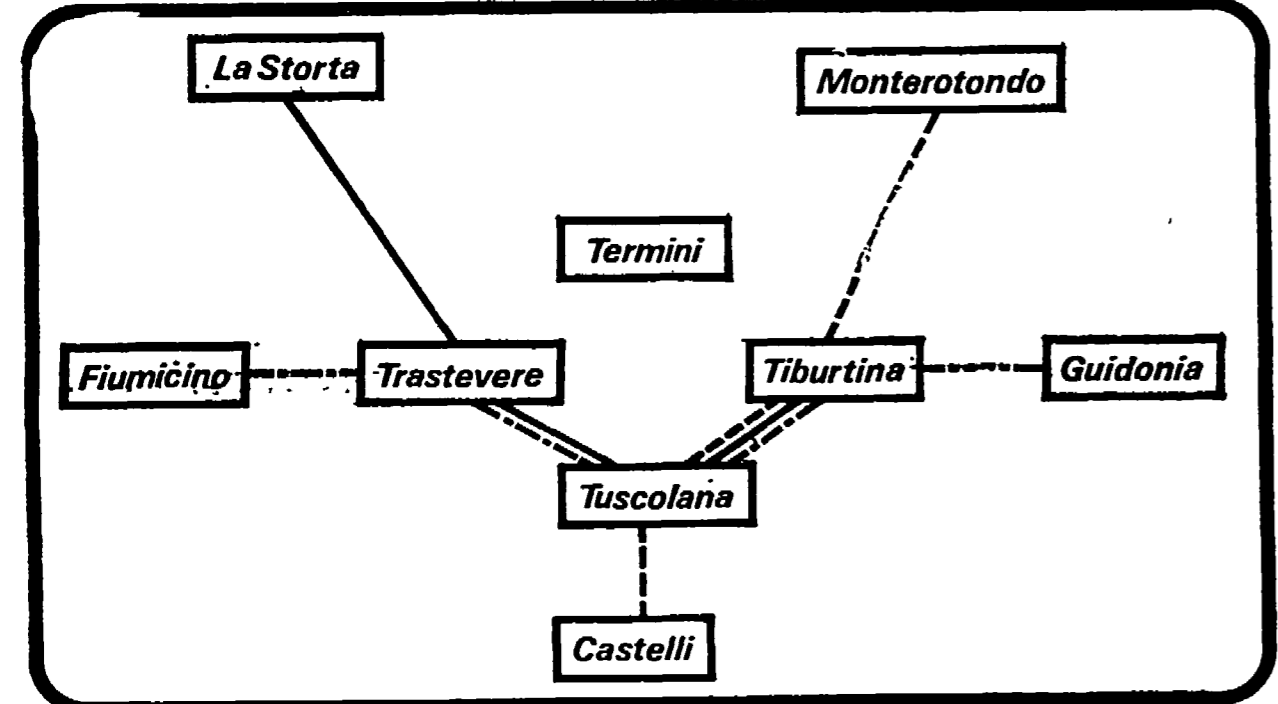 La Storta
Monterotondo
Termini
Fiumicino
Trastevere
Tiburtina
Guidonia
Tuscolana
Castelli